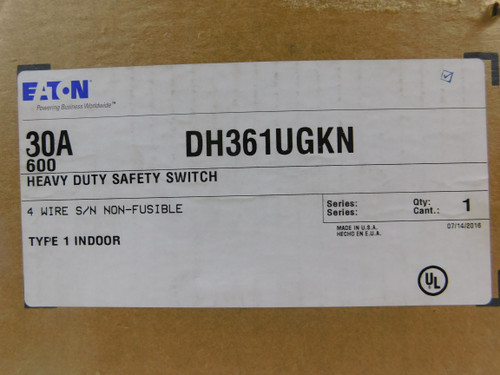 EATON
Powering Business Worldwide™
30A
DH361UGKN
600
HEAVY DUTY SAFETY SWITCH
4 WIRE S/N NON-FUSIBLE
Series: Qty: 1
Series: Cant.:
MADE IN U.S.A. 07/14/2016
HECHO EN E.U.A.
TYPE 1 INDOOR
UL